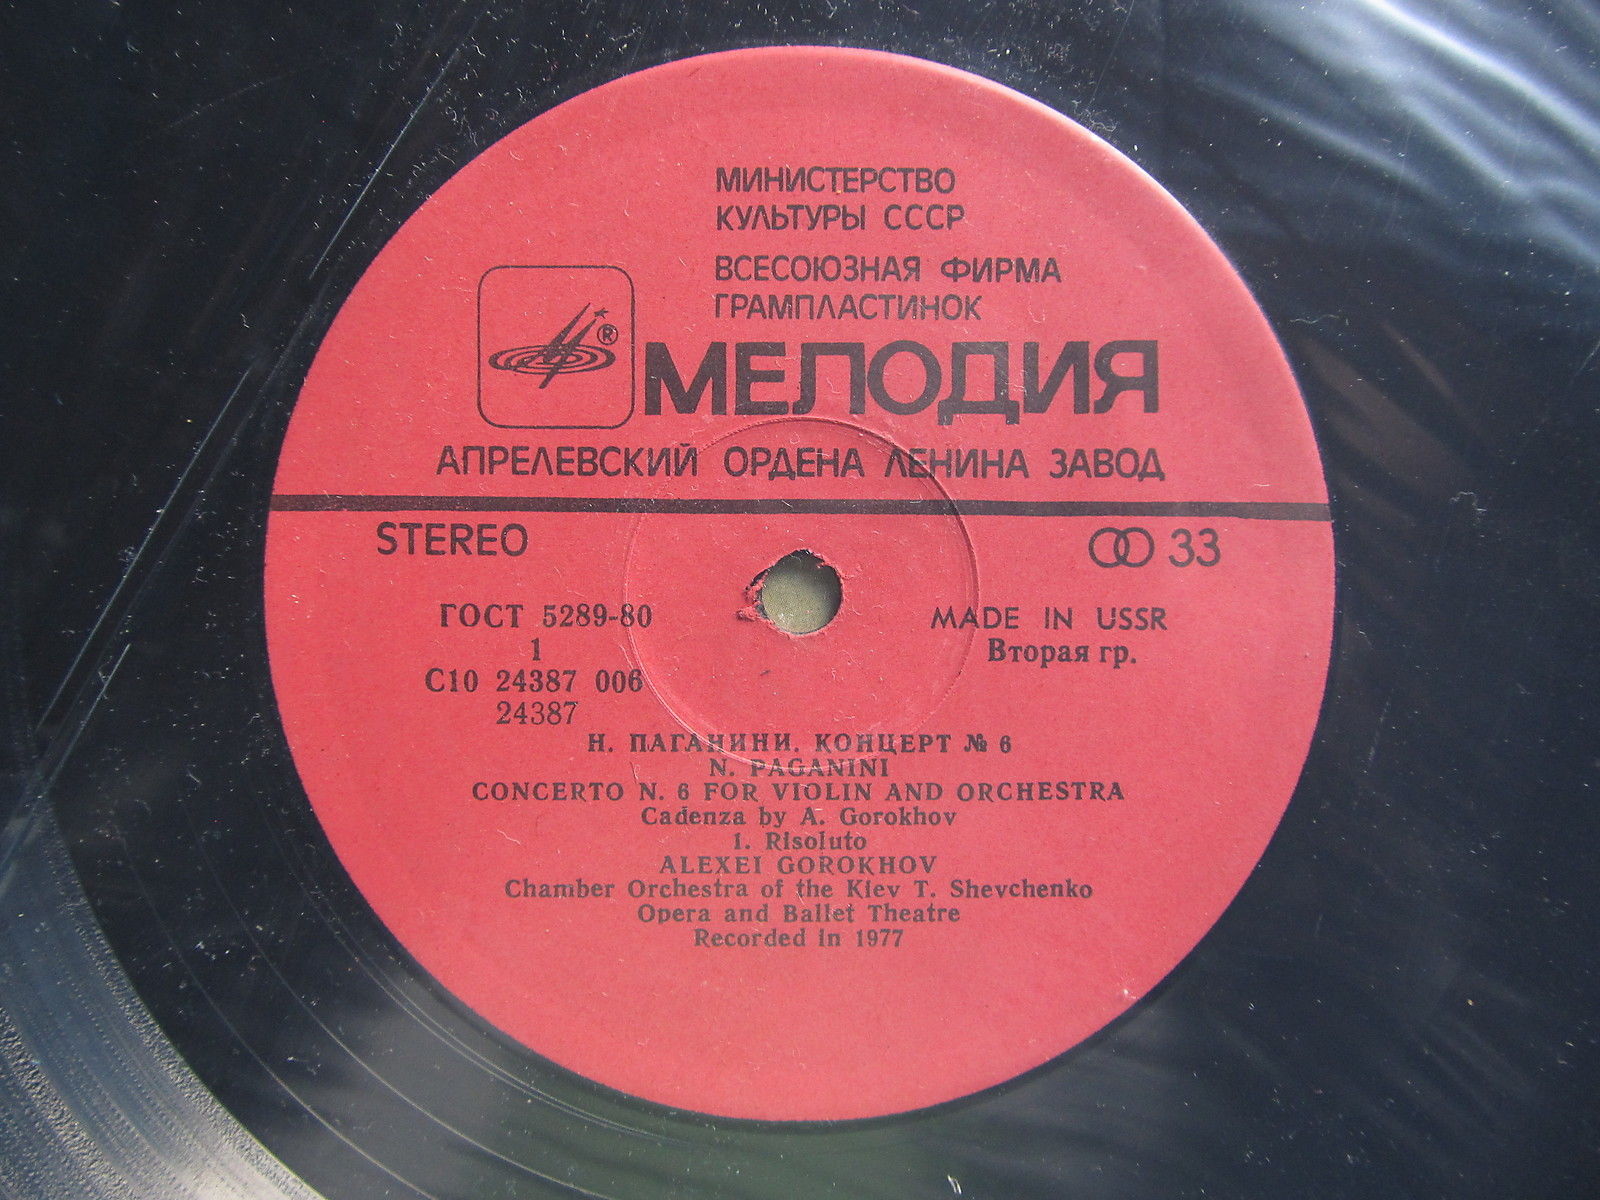 МИНИСТЕРСТВО
КУЛЬТУРЫ СССР
ВСЕСОЮЗНАЯ ФИРМА
ГРАМПЛАСТИНОК
®
МЕЛОДИЯ
АПРЕЛЕВСКИЙ ОРДЕНА ЛЕНИНА ЗАВОД
STEREO
33
ГОСТ 5289-80
MADE IN USSR
1
Вторая гр.
С10 24387 006
24387
Н. ПАГАНИНИ. КОНЦЕРТ № 6
N. PAGANINI
CONCERTO N. 6 FOR VIOLIN AND ORCHESTRA
Cadenza by A. Gorokhov
1. Risoluto
ALEXEI GOROKHOV
Chamber Orchestra of the Kiev T. Shevchenko
Opera and Ballet Theatre
Recorded in 1977